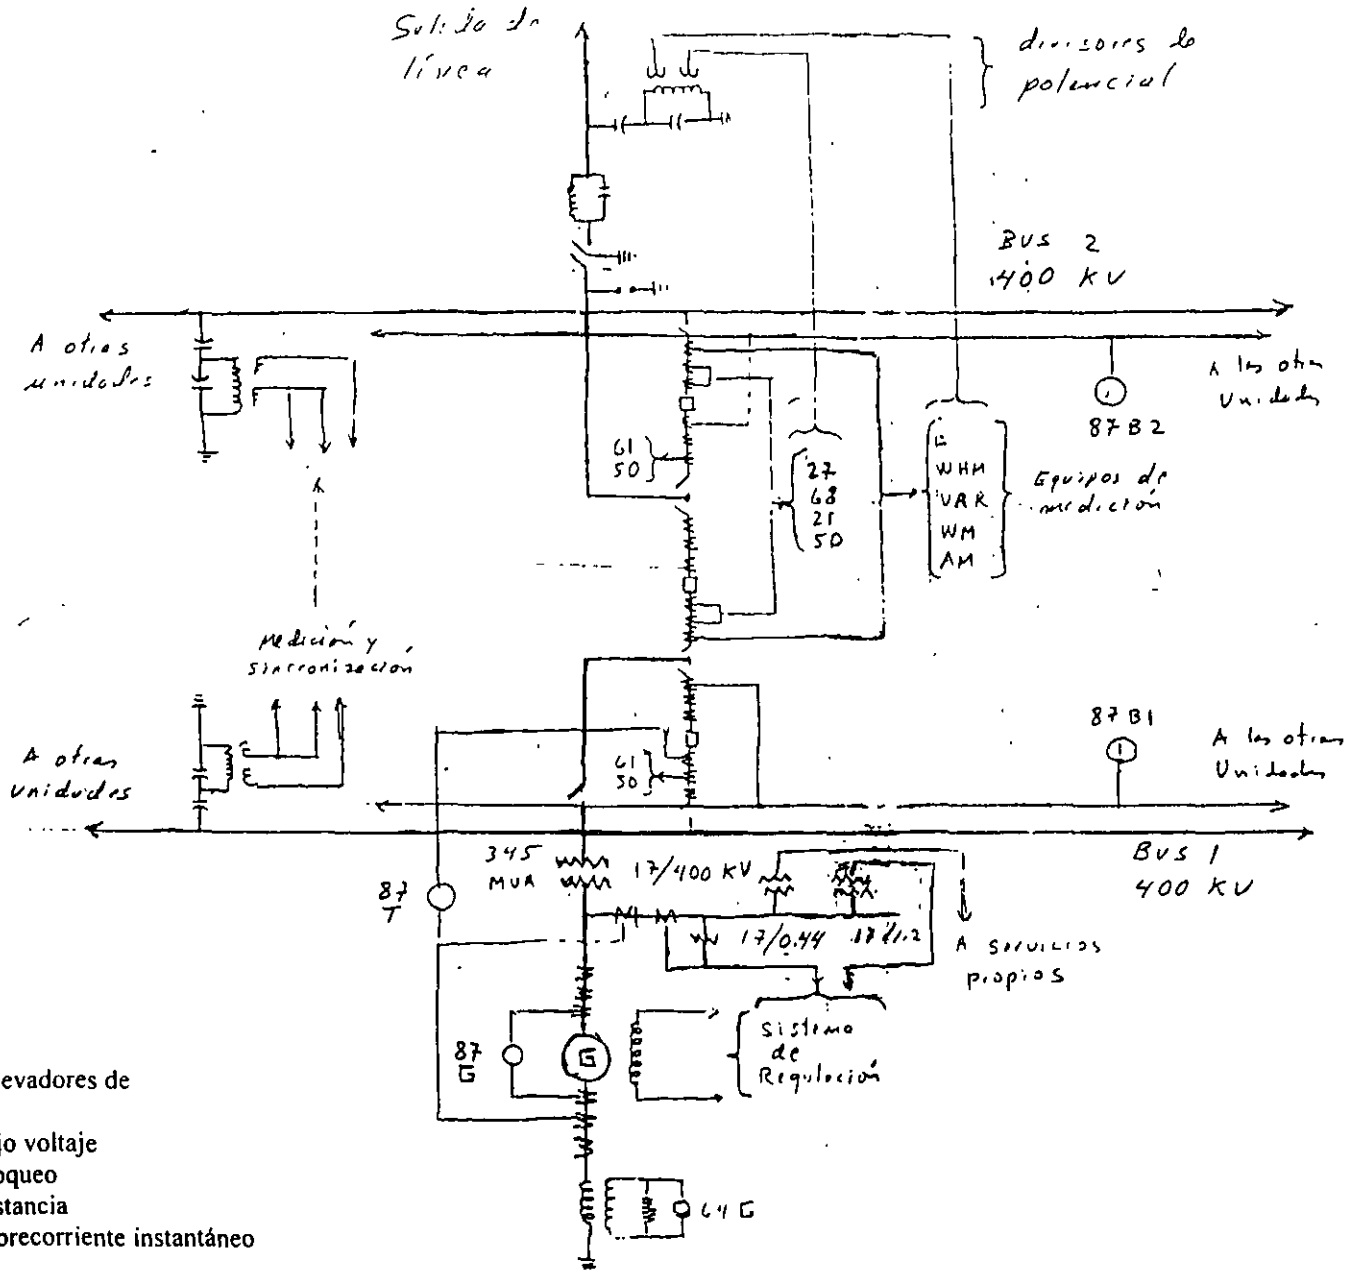 Salida de
línea
divisores de
potencial
BUS 2
400 KV
A otras
unidades
A las otras
Unidades
87 B2
61
50
27
68
21
50
E
WHM
VAR
WM
AM
Equipos de
medición
Medición y
sincronización
87 B1
A las otras
Unidades
A otras
unidades
61
50
BUS 1
400 KV
345
MVA
17/400 KV
87
T
17/0.44
A servicios
propios
87
G
G
Sistema
de
Regulación
64 G
evadores de
jo voltaje
oqueo
stancia
brecorriente instantáneo